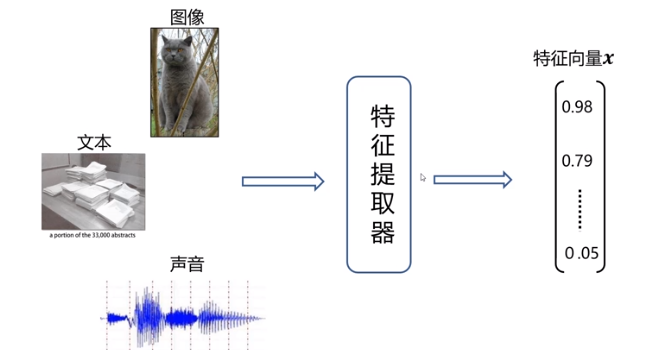 图像
特征向量x
文本
特征提取器
0.98
0.79
0.05
a portion of the 33,000 abstracts
声音